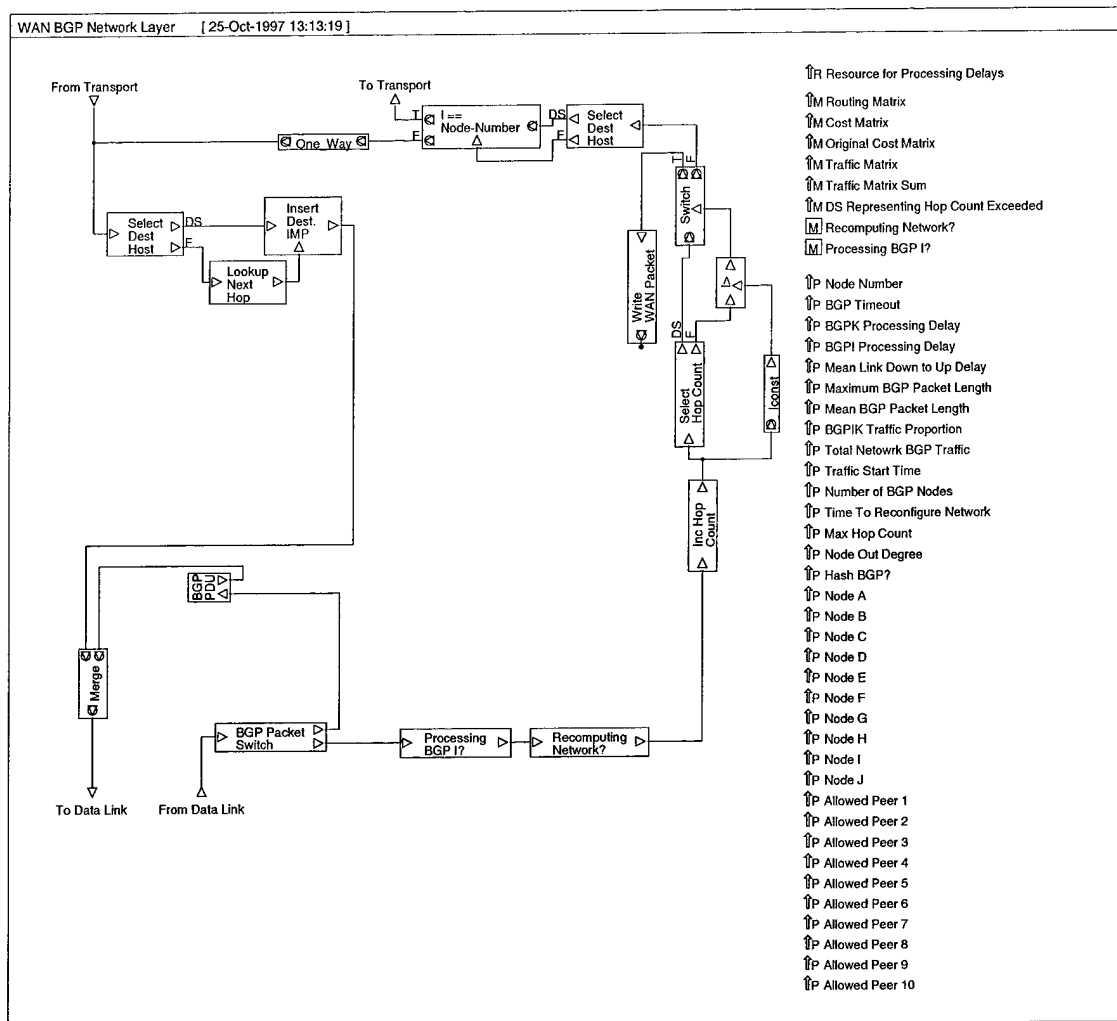 WAN BGP Network Layer [ 25-Oct-1997 13:13:19 ]
From Transport
To Transport
T
F
I ==
Node-Number
DS
F
Select
Dest
Host
One_Way
Select
Dest
Host
DS
F
Insert
Dest.
IMP
Lookup
Next
Hop
T
F
Switch
Write
WAN Packet
DS
F
Select
Hop Count
Iconst
Inc Hop
Count
BGP
PDU
Merge
BGP Packet
Switch
Processing
BGP I?
Recomputing
Network?
To Data Link
From Data Link
⇑R Resource for Processing Delays
⇑M Routing Matrix
⇑M Cost Matrix
⇑M Original Cost Matrix
⇑M Traffic Matrix
⇑M Traffic Matrix Sum
⇑M DS Representing Hop Count Exceeded
M Recomputing Network?
M Processing BGP I?
⇑P Node Number
⇑P BGP Timeout
⇑P BGPK Processing Delay
⇑P BGPI Processing Delay
⇑P Mean Link Down to Up Delay
⇑P Maximum BGP Packet Length
⇑P Mean BGP Packet Length
⇑P BGPIK Traffic Proportion
⇑P Total Netowrk BGP Traffic
⇑P Traffic Start Time
⇑P Number of BGP Nodes
⇑P Time To Reconfigure Network
⇑P Max Hop Count
⇑P Node Out Degree
⇑P Hash BGP?
⇑P Node A
⇑P Node B
⇑P Node C
⇑P Node D
⇑P Node E
⇑P Node F
⇑P Node G
⇑P Node H
⇑P Node I
⇑P Node J
⇑P Allowed Peer 1
⇑P Allowed Peer 2
⇑P Allowed Peer 3
⇑P Allowed Peer 4
⇑P Allowed Peer 5
⇑P Allowed Peer 6
⇑P Allowed Peer 7
⇑P Allowed Peer 8
⇑P Allowed Peer 9
⇑P Allowed Peer 10